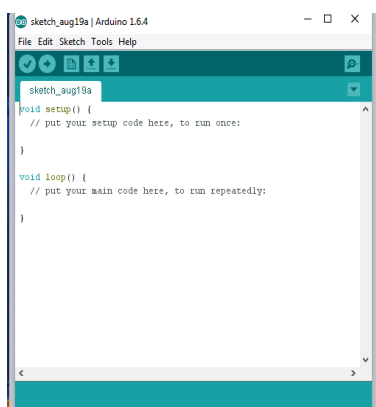 sketch_aug19a | Arduino 1.6.4
File Edit Sketch Tools Help
sketch_aug19a
void setup() {
  // put your setup code here, to run once:
}
void loop() {
  // put your main code here, to run repeatedly:
}